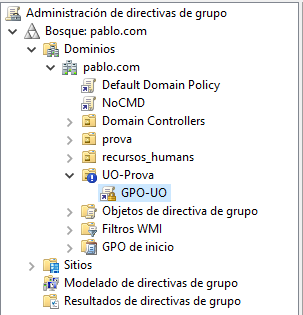 Administración de directivas de grupo
Bosque: pablo.com
Dominios
pablo.com
Default Domain Policy
NoCMD
Domain Controllers
prova
recursos_humans
UO-Prova
GPO-UO
Objetos de directiva de grupo
Filtros WMI
GPO de inicio
Sitios
Modelado de directivas de grupo
Resultados de directivas de grupo